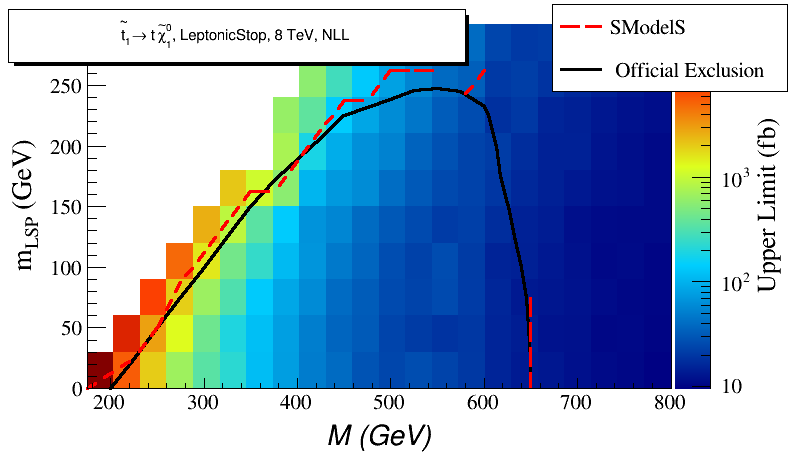 t̃₁ → t χ̃₁⁰, LeptonicStop, 8 TeV, NLL
SModelS
Official Exclusion
250
200
150
100
50
0
200
300
400
500
600
700
800
m_LSP (GeV)
M (GeV)
10³
10²
10
Upper Limit (fb)